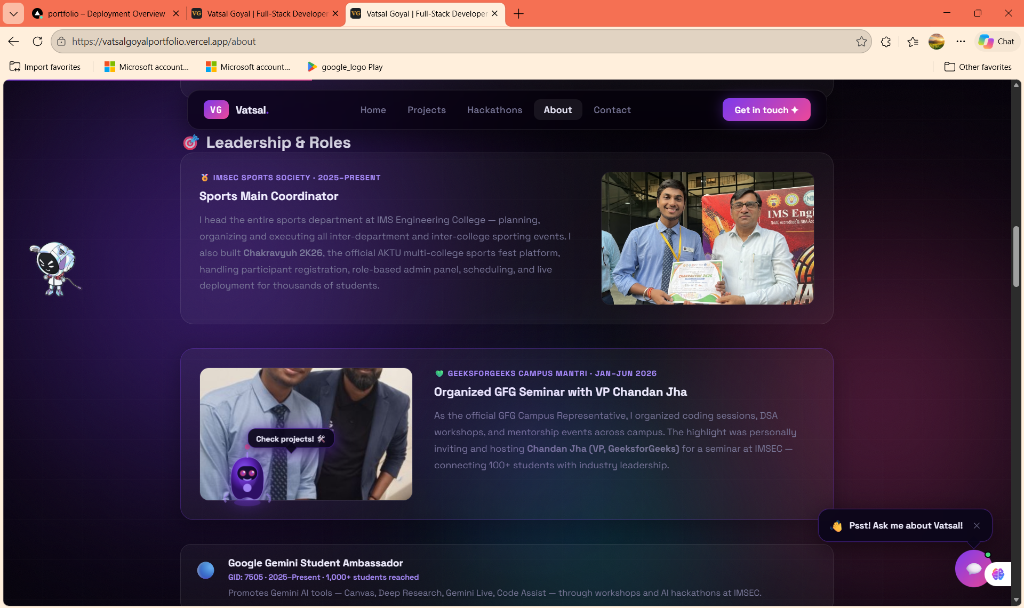 portfolio – Deployment Overview
Vatsal Goyal | Full-Stack Developer
Vatsal Goyal | Full-Stack Developer
https://vatsalgoyalportfolio.vercel.app/about
Chat
Import favorites
Microsoft account...
Microsoft account...
google_logo Play
Other favorites
VG Vatsal.
Home
Projects
Hackathons
About
Contact
Get in touch ✦
🎯 Leadership & Roles
🏅 IMSEC SPORTS SOCIETY · 2025–PRESENT
Sports Main Coordinator
I head the entire sports department at IMS Engineering College — planning,
organizing and executing all inter-department and inter-college sporting events. I
also built Chakravyuh 2K26, the official AKTU multi-college sports fest platform,
handling participant registration, role-based admin panel, scheduling, and live
deployment for thousands of students.
IMS Engi
💚 GEEKSFORGEEKS CAMPUS MANTRI · JAN–JUN 2026
Organized GFG Seminar with VP Chandan Jha
As the official GFG Campus Representative, I organized coding sessions, DSA
workshops, and mentorship events across campus. The highlight was personally
inviting and hosting Chandan Jha (VP, GeeksforGeeks) for a seminar at IMSEC —
connecting 100+ students with industry leadership.
Check projects! 🛠
👋 Psst! Ask me about Vatsal! ×
Google Gemini Student Ambassador
GID: 7605 · 2025–Present · 1,000+ students reached
Promotes Gemini AI tools — Canvas, Deep Research, Gemini Live, Code Assist — through workshops and AI hackathons at IMSEC.